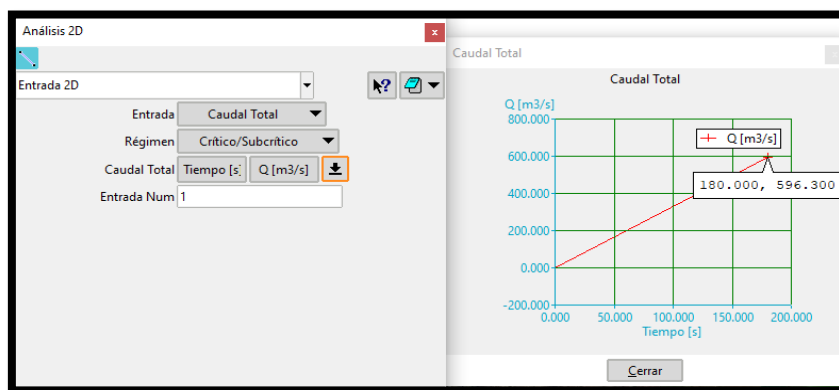 Análisis 2D
x
Entrada 2D
?
Entrada Caudal Total
Régimen Crítico/Subcrítico
Caudal Total Tiempo [s] Q [m3/s]
Entrada Num 1
Caudal Total
Caudal Total
Q [m3/s]
800.000
600.000
400.000
200.000
0.000
-200.000
Q [m3/s]
180.000, 596.300
0.000 50.000 100.000 150.000 200.000
Tiempo [s]
Cerrar